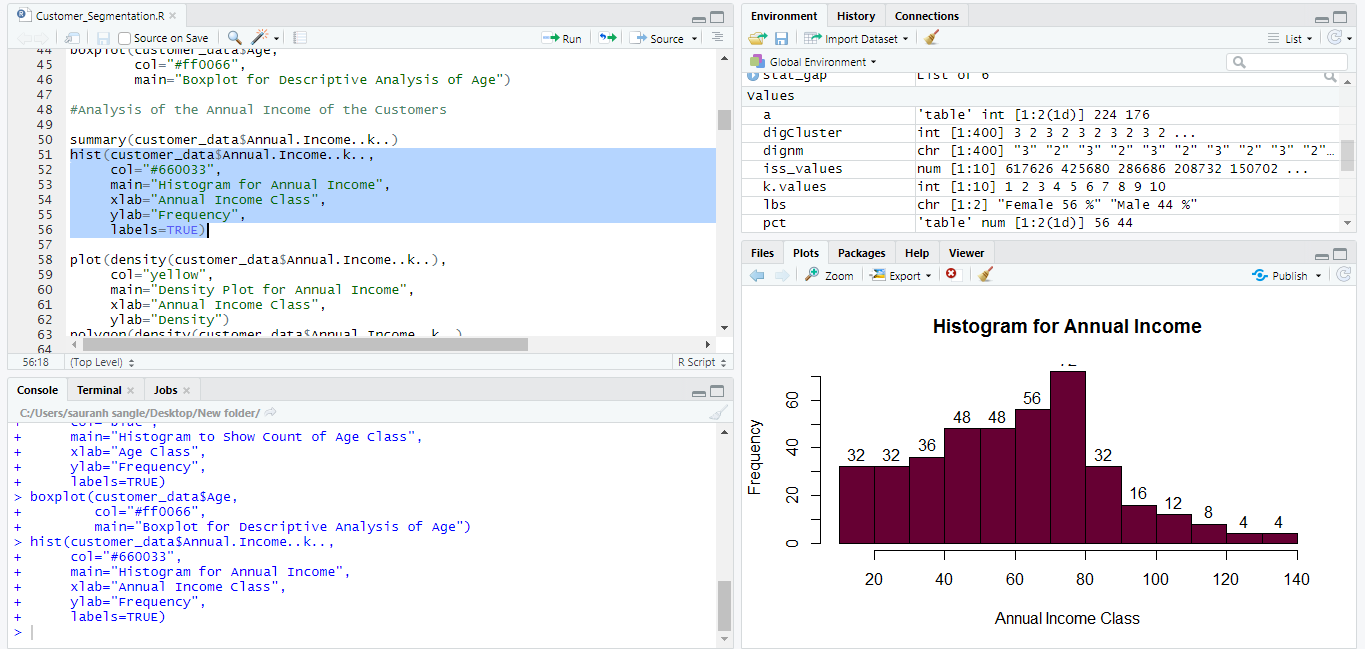 Customer_Segmentation.R
Source on Save
Run
Source
44 boxplot(customer_data$Age,
45 col="#ff0066",
46 main="Boxplot for Descriptive Analysis of Age")
47
48 #Analysis of the Annual Income of the Customers
49
50 summary(customer_data$Annual.Income..k..)
51 hist(customer_data$Annual.Income..k..,
52 col="#660033",
53 main="Histogram for Annual Income",
54 xlab="Annual Income Class",
55 ylab="Frequency",
56 labels=TRUE)
57
58 plot(density(customer_data$Annual.Income..k..),
59 col="yellow",
60 main="Density Plot for Annual Income",
61 xlab="Annual Income Class",
62 ylab="Density")
63 polygon(density(customer_data$Annual.Income..k..),
64
56:18 (Top Level) R Script
Console Terminal Jobs
C:/Users/sauranh sangle/Desktop/New folder/
+ col="blue",
+ main="Histogram to Show Count of Age Class",
+ xlab="Age Class",
+ ylab="Frequency",
+ labels=TRUE)
> boxplot(customer_data$Age,
+ col="#ff0066",
+ main="Boxplot for Descriptive Analysis of Age")
> hist(customer_data$Annual.Income..k..,
+ col="#660033",
+ main="Histogram for Annual Income",
+ xlab="Annual Income Class",
+ ylab="Frequency",
+ labels=TRUE)
>
Environment History Connections
Import Dataset List
Global Environment
stat_gap List of 6
Values
a 'table' int [1:2(1d)] 224 176
digCluster int [1:400] 3 2 3 2 3 2 3 2 3 2 ...
dignm chr [1:400] "3" "2" "3" "2" "3" "2" "3" "2" "3" "2"…
iss_values num [1:10] 617626 425680 286686 208732 150702 ...
k.values int [1:10] 1 2 3 4 5 6 7 8 9 10
lbs chr [1:2] "Female 56 %" "Male 44 %"
pct 'table' num [1:2(1d)] 56 44
Files Plots Packages Help Viewer
Zoom Export Publish
Histogram for Annual Income
Frequency
0 20 40 60
32 32 36 48 48 56 72 32 16 12 8 4 4
20 40 60 80 100 120 140
Annual Income Class